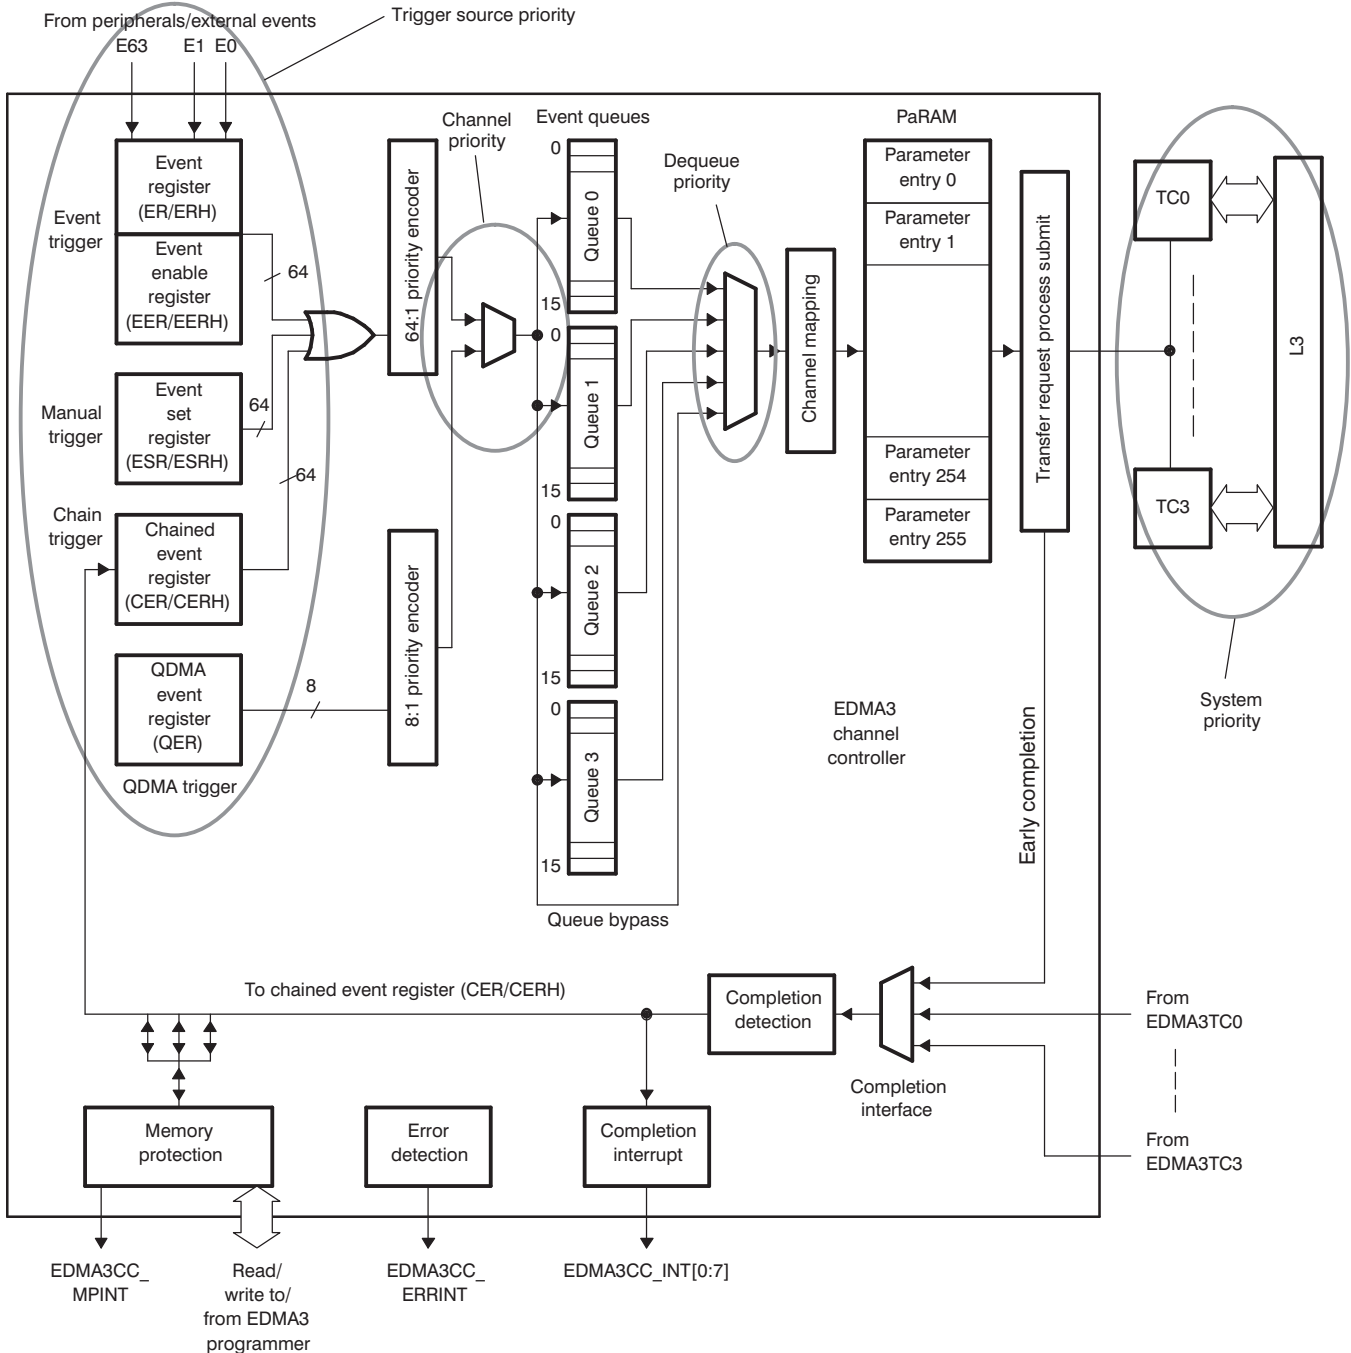 From peripherals/external events
Trigger source priority
E63
E1
E0
Event
register
(ER/ERH)
Event
trigger
Event
enable
register
(EER/EERH)
64
Manual
trigger
Event
set
register
(ESR/ESRH)
64
64
Chain
trigger
Chained
event
register
(CER/CERH)
QDMA
event
register
(QER)
8
QDMA trigger
64:1 priority encoder
8:1 priority encoder
Channel
priority
Event queues
0
Queue 0
15
0
Queue 1
15
0
Queue 2
15
0
Queue 3
15
Queue bypass
Dequeue
priority
Channel mapping
PaRAM
Parameter
entry 0
Parameter
entry 1
Parameter
entry 254
Parameter
entry 255
Transfer request process submit
TC0
TC3
L3
System
priority
EDMA3
channel
controller
Early completion
To chained event register (CER/CERH)
Completion
detection
Completion
interface
From
EDMA3TC0
From
EDMA3TC3
Memory
protection
Error
detection
Completion
interrupt
EDMA3CC_
MPINT
Read/
write to/
from EDMA3
programmer
EDMA3CC_
ERRINT
EDMA3CC_INT[0:7]